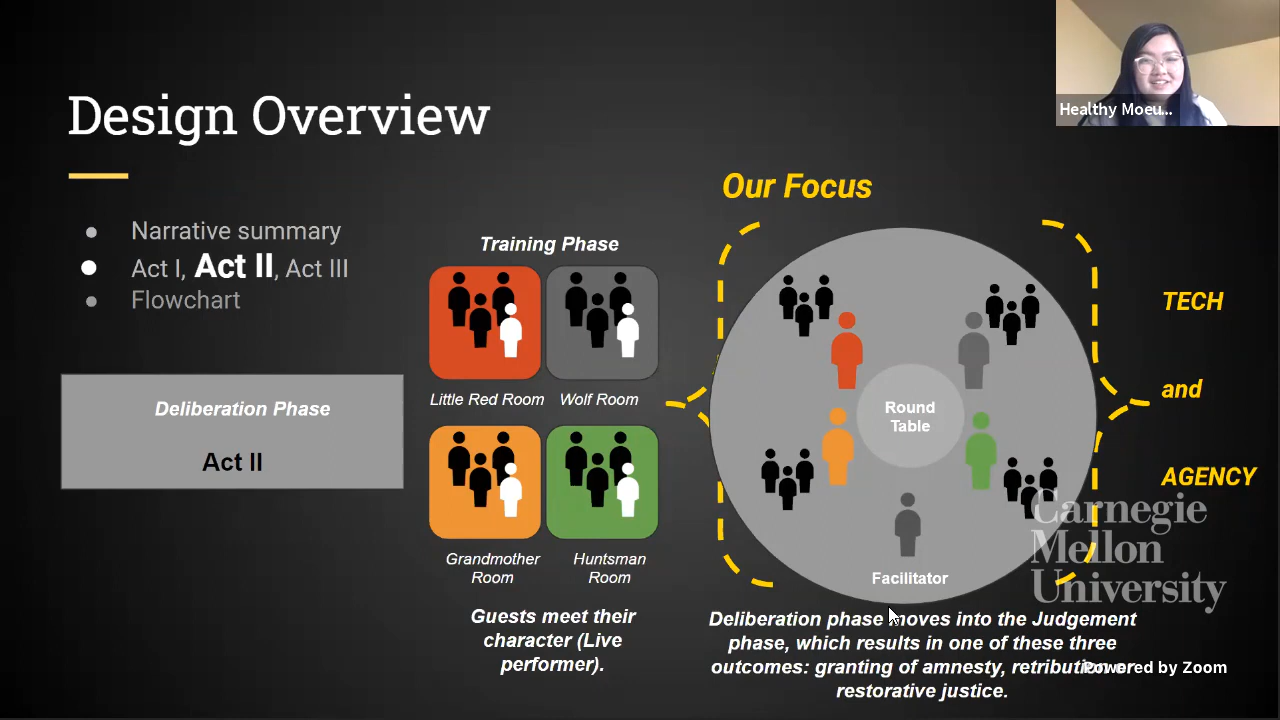 Healthy Moeu...
Design Overview
Our Focus
Narrative summary
Act I, Act II, Act III
Flowchart
Deliberation Phase
Act II
Training Phase
Little Red Room
Wolf Room
Grandmother
Room
Huntsman
Room
Guests meet their
character (Live
performer).
Round
Table
Facilitator
TECH
and
AGENCY
Carnegie
Mellon
University
Deliberation phase moves into the Judgement
phase, which results in one of these three
outcomes: granting of amnesty, retribution or
restorative justice.
Powered by Zoom